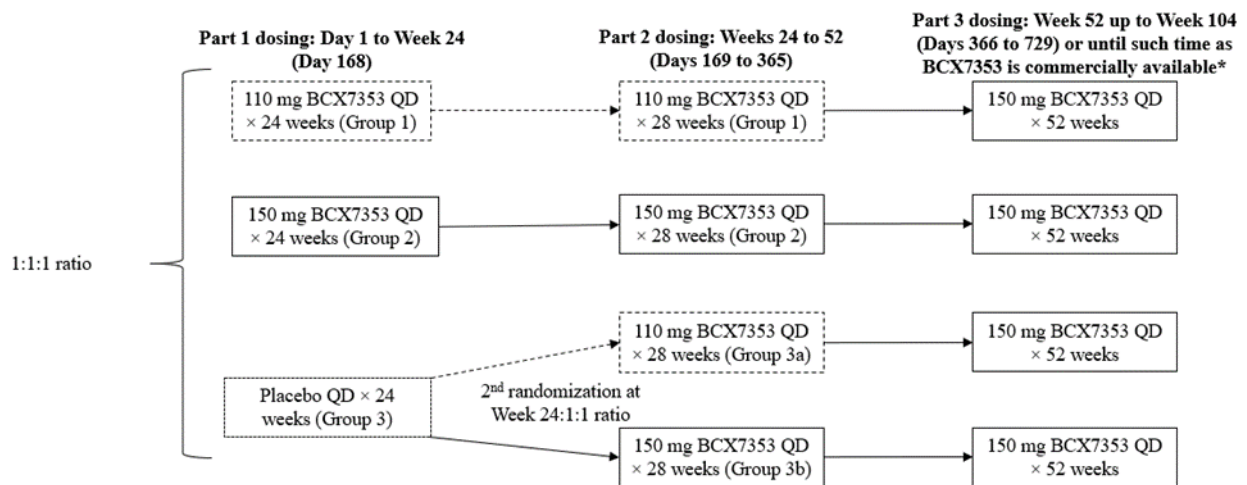 Part 1 dosing: Day 1 to Week 24
(Day 168)
Part 2 dosing: Weeks 24 to 52
(Days 169 to 365)
Part 3 dosing: Week 52 up to Week 104
(Days 366 to 729) or until such time as
BCX7353 is commercially available*
110 mg BCX7353 QD
× 24 weeks (Group 1)
110 mg BCX7353 QD
× 28 weeks (Group 1)
150 mg BCX7353 QD
× 52 weeks
150 mg BCX7353 QD
× 24 weeks (Group 2)
150 mg BCX7353 QD
× 28 weeks (Group 2)
150 mg BCX7353 QD
× 52 weeks
1:1:1 ratio
110 mg BCX7353 QD
× 28 weeks (Group 3a)
150 mg BCX7353 QD
× 52 weeks
Placebo QD × 24
weeks (Group 3)
2nd randomization at
Week 24:1:1 ratio
150 mg BCX7353 QD
× 28 weeks (Group 3b)
150 mg BCX7353 QD
× 52 weeks